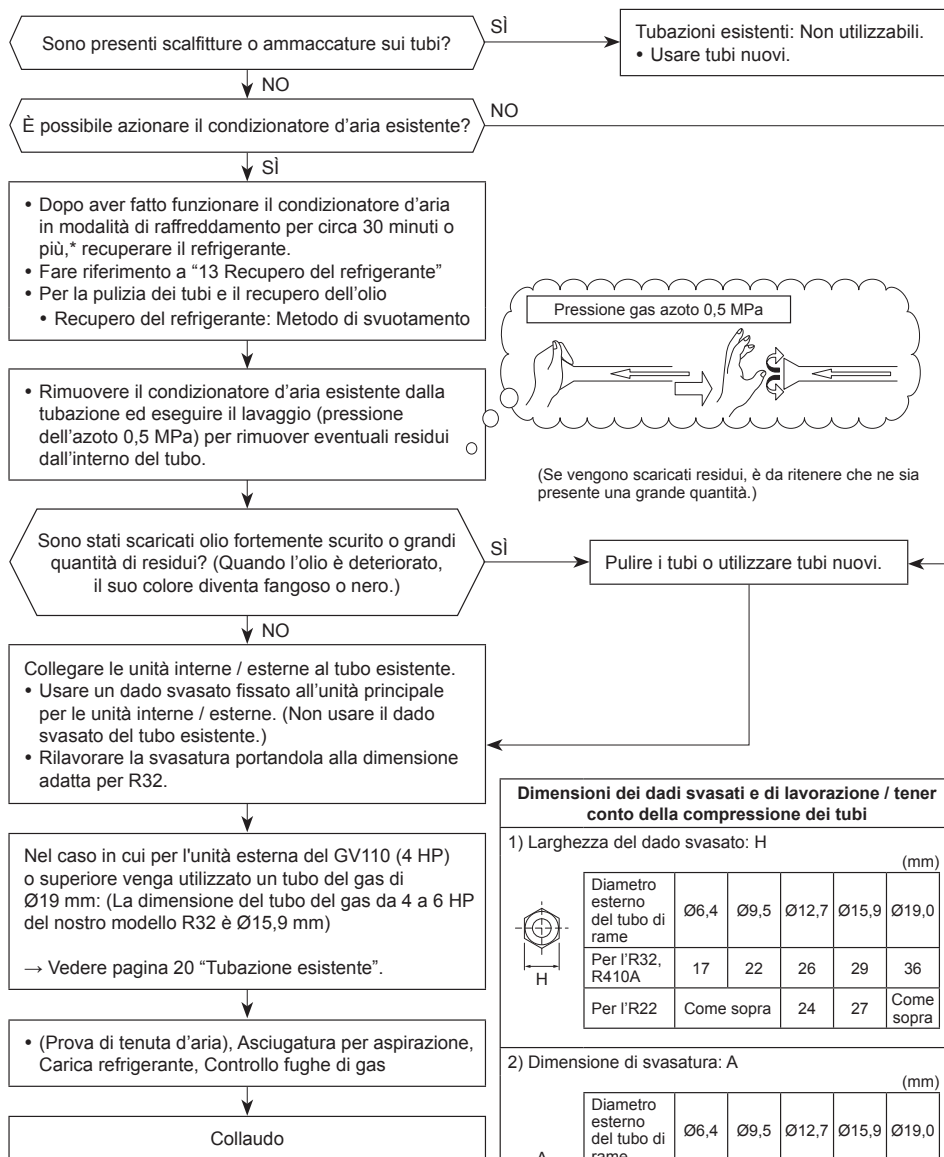 Sono presenti scalfitture o ammaccature sui tubi?
SÌ
Tubazioni esistenti: Non utilizzabili.
• Usare tubi nuovi.
NO
È possibile azionare il condizionatore d'aria esistente?
NO
SÌ
• Dopo aver fatto funzionare il condizionatore d'aria
in modalità di raffreddamento per circa 30 minuti o
più,* recuperare il refrigerante.
• Fare riferimento a “13 Recupero del refrigerante”
• Per la pulizia dei tubi e il recupero dell'olio
• Recupero del refrigerante: Metodo di svuotamento
Pressione gas azoto 0,5 MPa
• Rimuovere il condizionatore d'aria esistente dalla
tubazione ed eseguire il lavaggio (pressione
dell'azoto 0,5 MPa) per rimuover eventuali residui
dall'interno del tubo.
(Se vengono scaricati residui, è da ritenere che ne sia
presente una grande quantità.)
Sono stati scaricati olio fortemente scurito o grandi
quantità di residui? (Quando l'olio è deteriorato,
il suo colore diventa fangoso o nero.)
SÌ
Pulire i tubi o utilizzare tubi nuovi.
NO
Collegare le unità interne / esterne al tubo esistente.
• Usare un dado svasato fissato all'unità principale
per le unità interne / esterne. (Non usare il dado
svasato del tubo esistente.)
• Rilavorare la svasatura portandola alla dimensione
adatta per R32.
Nel caso in cui per l'unità esterna del GV110 (4 HP)
o superiore venga utilizzato un tubo del gas di
Ø19 mm: (La dimensione del tubo del gas da 4 a 6 HP
del nostro modello R32 è Ø15,9 mm)
→ Vedere pagina 20 “Tubazione esistente”.
• (Prova di tenuta d'aria), Asciugatura per aspirazione,
Carica refrigerante, Controllo fughe di gas
Collaudo
Dimensioni dei dadi svasati e di lavorazione / tener
conto della compressione dei tubi
1) Larghezza del dado svasato: H
(mm)
H
Diametro
esterno
del tubo di
rame
Ø6,4 Ø9,5 Ø12,7 Ø15,9 Ø19,0
Per l'R32,
R410A
17 22 26 29 36
Per l'R22
Come sopra 24 27 Come
sopra
2) Dimensione di svasatura: A
(mm)
Diametro
esterno
del tubo di
rame
Ø6,4 Ø9,5 Ø12,7 Ø15,9 Ø19,0
A